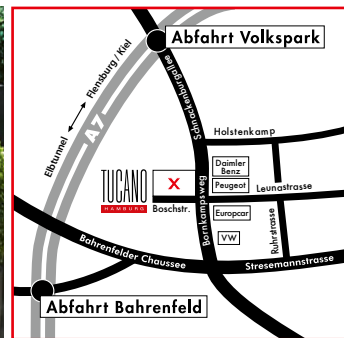 Abfahrt Volkspark
Flensburg / Kiel
Elbtunnel
A7
Schnackenburgallee
Holstenkamp
Daimler
Benz
Peugeot
Leunastrasse
TUCANO
HAMBURG
X
Boschstr.
Bornkampsweg
Europcar
VW
Ruhrstrasse
Bahrenfelder Chaussee
Stresemannstrasse
Abfahrt Bahrenfeld